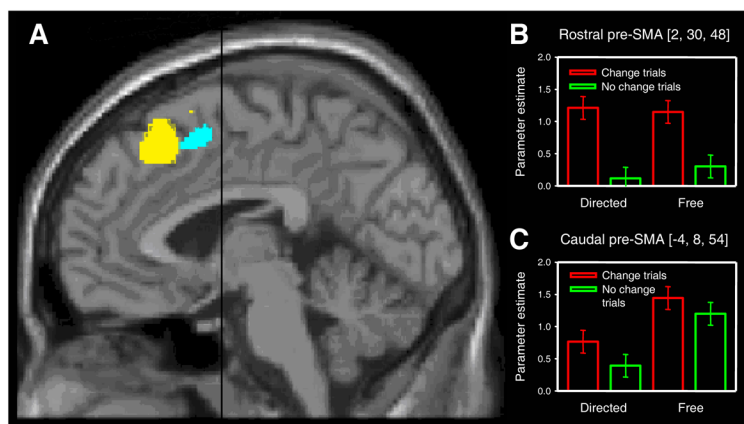 A
B
Rostral pre-SMA [2, 30, 48]
2.0
1.5
1.0
0.5
0.0
Parameter estimate
Change trials
No change trials
Directed
Free
C
Caudal pre-SMA [-4, 8, 54]
2.0
1.5
1.0
0.5
0.0
Parameter estimate
Change trials
No change
trials
Directed
Free